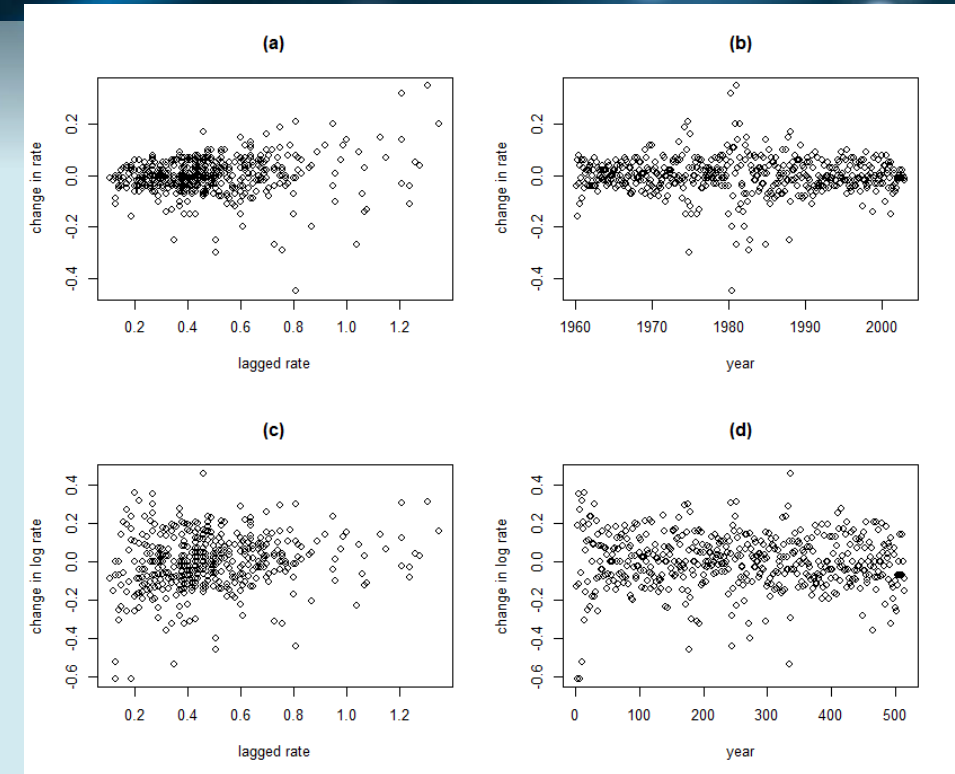 (a)
change in rate
0.2
0.0
-0.2
-0.4
0.2 0.4 0.6 0.8 1.0 1.2
lagged rate
(b)
change in rate
0.2
0.0
-0.2
-0.4
1960 1970 1980 1990 2000
year
(c)
change in log rate
0.4
0.2
0.0
-0.2
-0.4
-0.6
0.2 0.4 0.6 0.8 1.0 1.2
lagged rate
(d)
change in log rate
0.4
0.2
0.0
-0.2
-0.4
-0.6
0 100 200 300 400 500
year